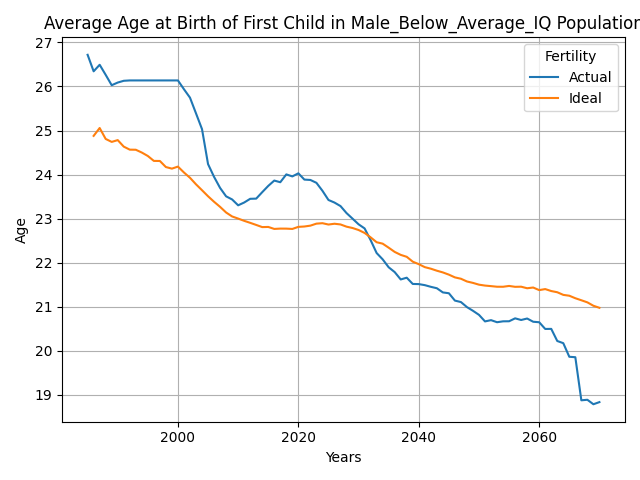 Average Age at Birth of First Child in Male_Below_Average_IQ Population
27
26
25
24
23
22
21
20
19
Age
Fertility
Actual
Ideal
2000 2020 2040 2060
Years